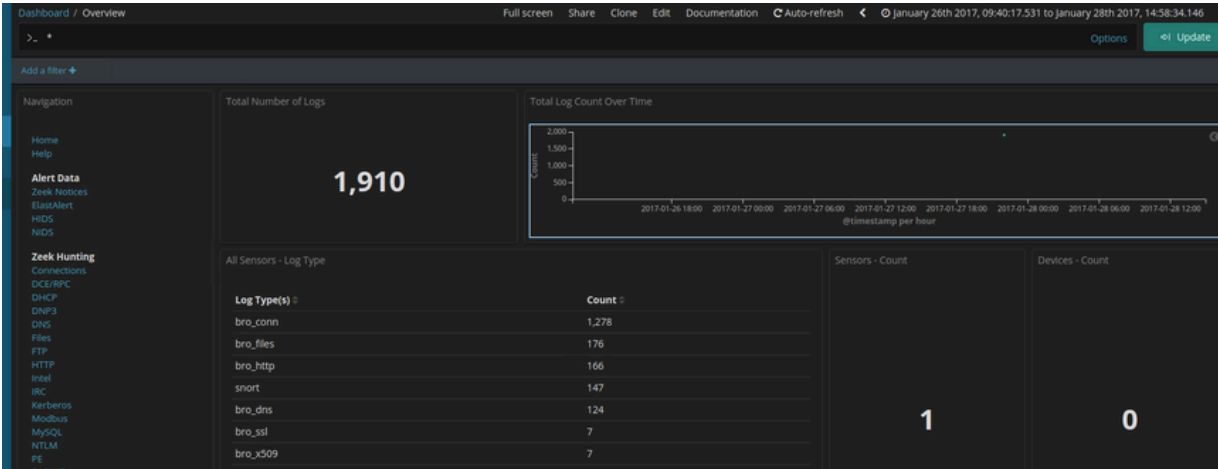 Dashboard / Overview
Full screen Share Clone Edit Documentation Auto-refresh January 26th 2017, 09:40:17.531 to January 28th 2017, 14:58:34.146
>_ *
Options
Update
Add a filter +
Navigation
Home
Help
Alert Data
Zeek Notices
ElastAlert
HIDS
NIDS
Zeek Hunting
Connections
DCE/RPC
DHCP
DNP3
DNS
Files
FTP
HTTP
Intel
IRC
Kerberos
Modbus
MySQL
NTLM
PE
Total Number of Logs
1,910
Total Log Count Over Time
Count
2,000
1,500
1,000
500
0
2017-01-26 18:00 2017-01-27 00:00 2017-01-27 06:00 2017-01-27 12:00 2017-01-27 18:00 2017-01-28 00:00 2017-01-28 06:00 2017-01-28 12:00
@timestamp per hour
All Sensors - Log Type
Log Type(s) Count
bro_conn 1,278
bro_files 176
bro_http 166
snort 147
bro_dns 124
bro_ssl 7
bro_x509 7
Sensors - Count
1
Devices - Count
0